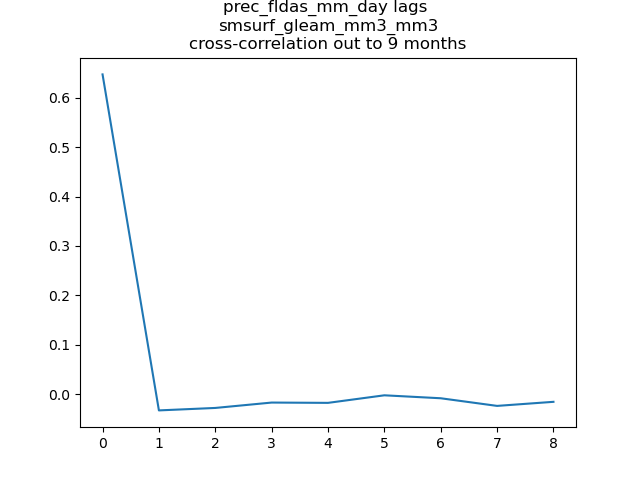 prec_fldas_mm_day lags
smsurf_gleam_mm3_mm3
cross-correlation out to 9 months
0.6
0.5
0.4
0.3
0.2
0.1
0.0
0 1 2 3 4 5 6 7 8